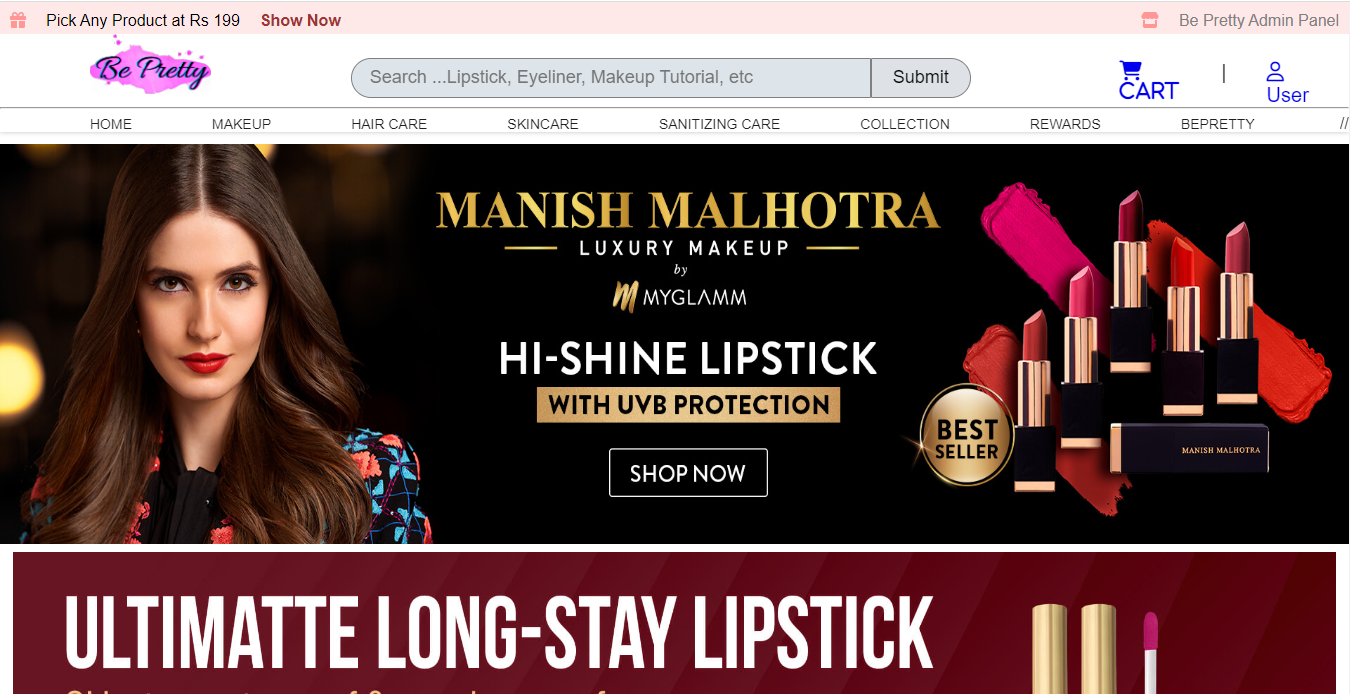 Pick Any Product at Rs 199 Show Now
Be Pretty Admin Panel
Be Pretty
Search ...Lipstick, Eyeliner, Makeup Tutorial, etc
Submit
CART
|
User
HOME MAKEUP HAIR CARE SKINCARE SANITIZING CARE COLLECTION REWARDS BEPRETTY //
MANISH MALHOTRA
LUXURY MAKEUP
by
MYGLAMM
HI-SHINE LIPSTICK
WITH UVB PROTECTION
SHOP NOW
BEST
SELLER
MANISH MALHOTRA
ULTIMATTE LONG-STAY LIPSTICK